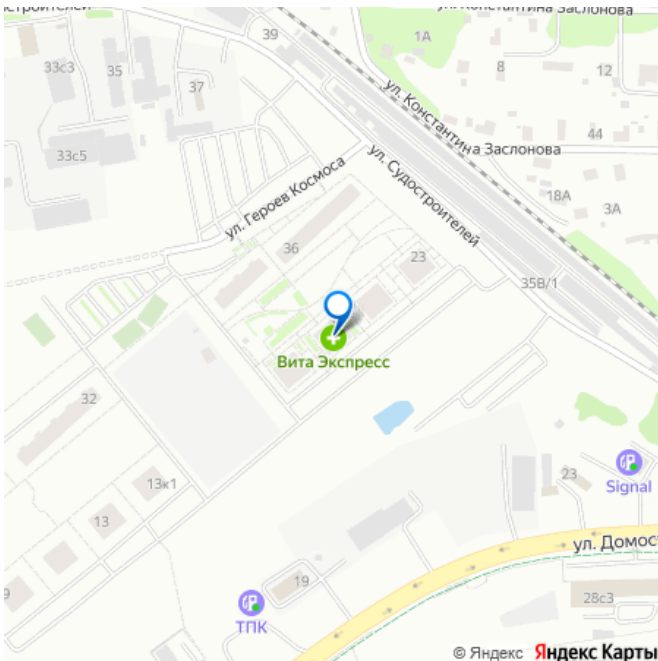 ул. Константина Заслонова
39
1А
33с3
35
8
12
37
ул. Константина Заслонова
44
33с5
ул. Судостроителей
ул. Героев Космоса
18А
3А
36
23
35В/1
Вита Экспресс
32
13к1
23
Signal
13
ул. Домос
19
9
28с3
ТПК
© Яндекс Яндекс Карты